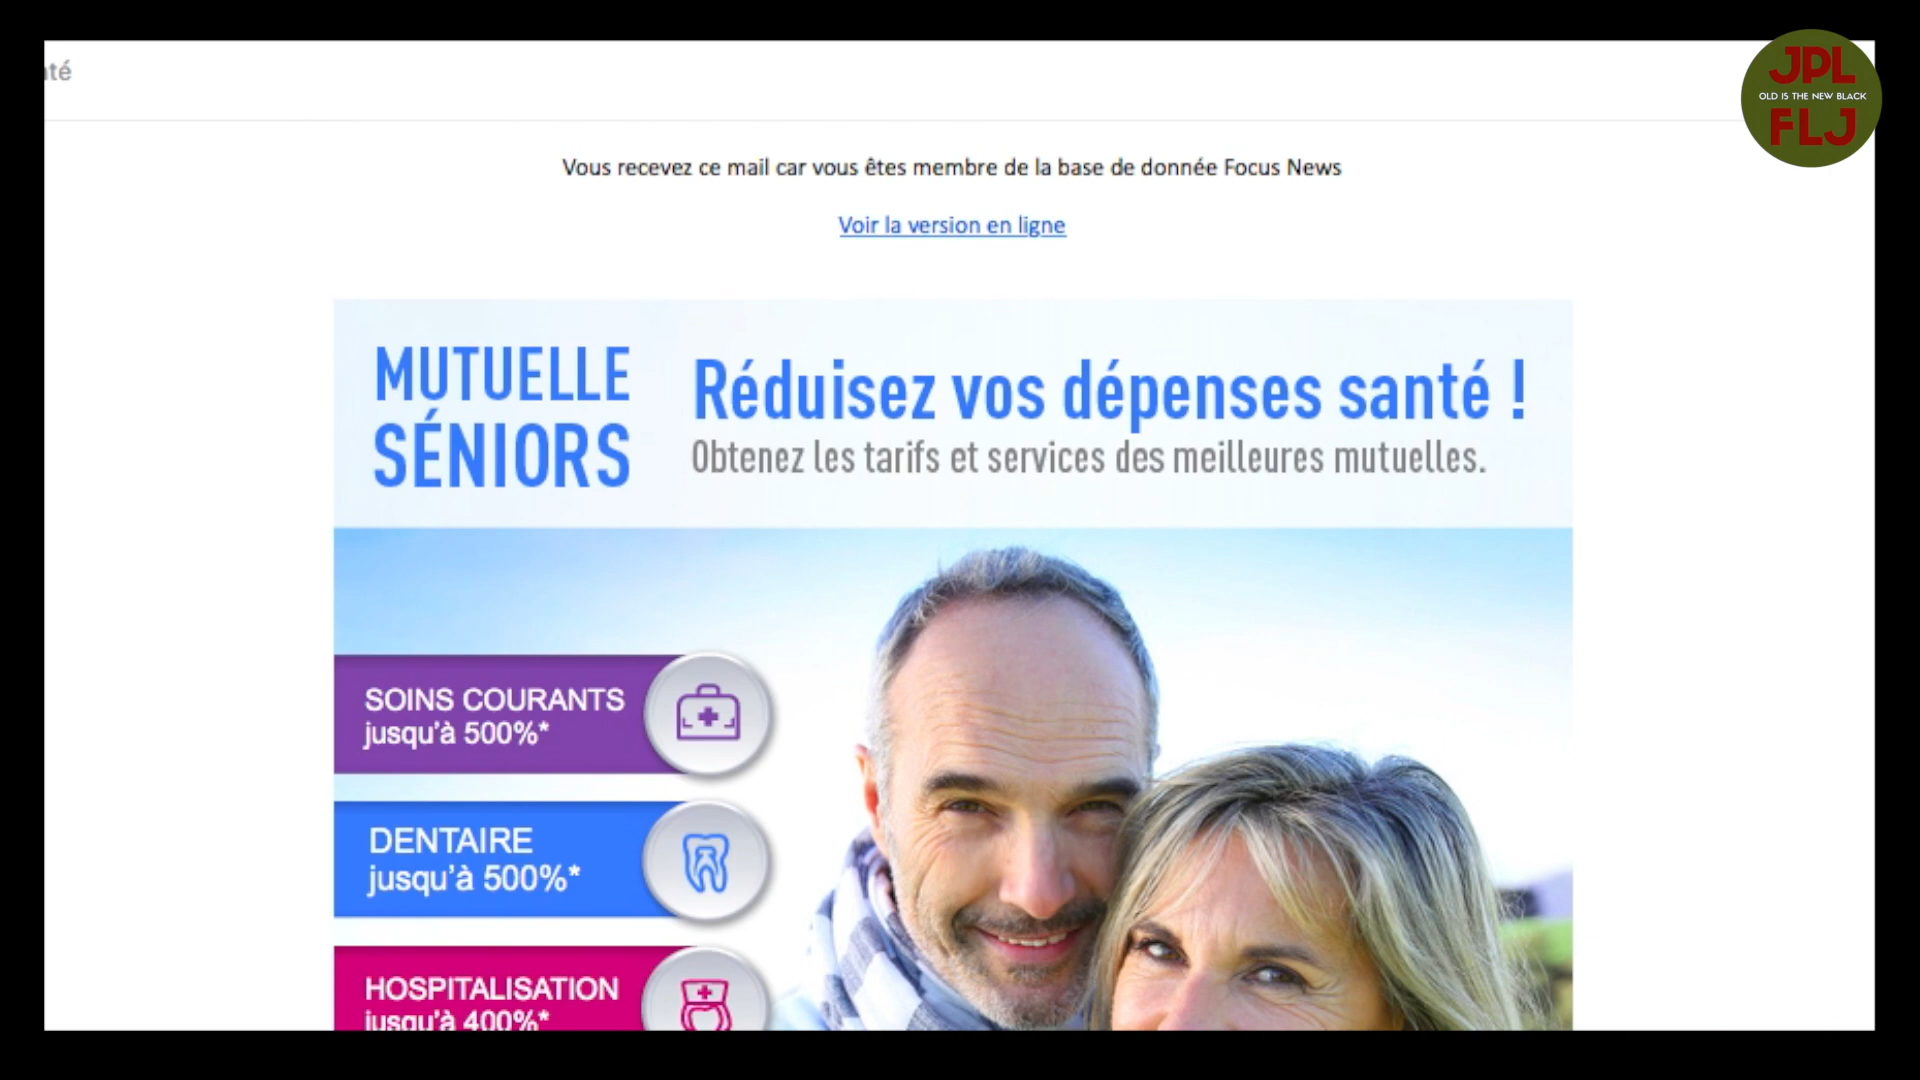 té
JPL
OLD IS THE NEW BLACK
FLJ
Vous recevez ce mail car vous êtes membre de la base de donnée Focus News
Voir la version en ligne
MUTUELLE
SÉNIORS
Réduisez vos dépenses santé !
Obtenez les tarifs et services des meilleures mutuelles.
SOINS COURANTS
jusqu'à 500%*
DENTAIRE
jusqu'à 500%*
HOSPITALISATION
jusqu'à 400%*